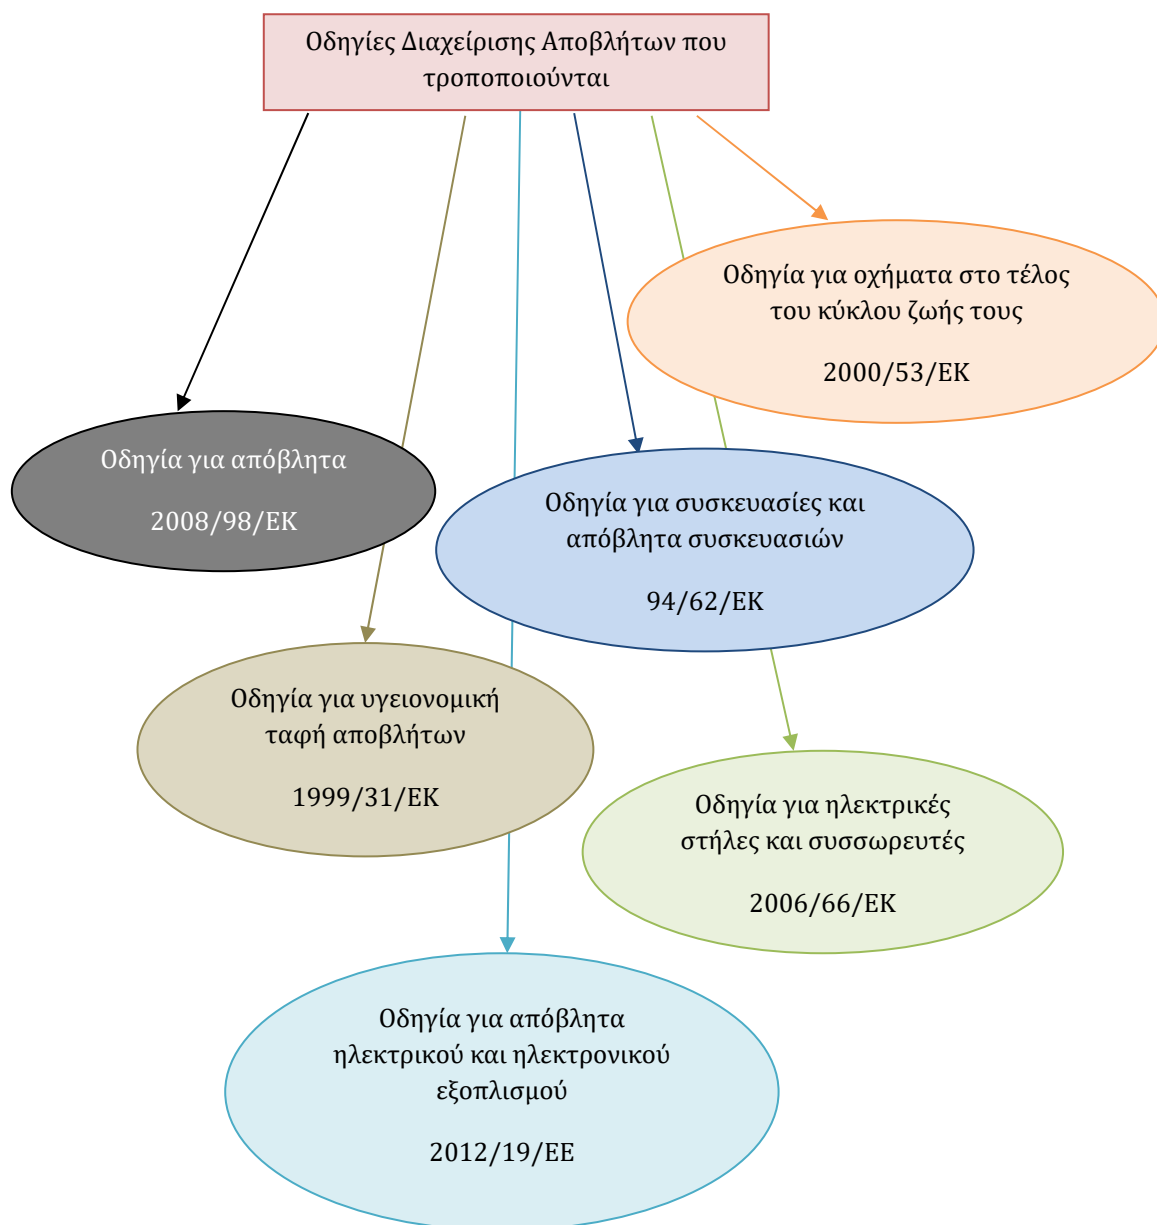 Οδηγίες Διαχείρισης Αποβλήτων που
τροποποιούνται
Οδηγία για οχήματα στο τέλος
του κύκλου ζωής τους
2000/53/ΕΚ
Οδηγία για απόβλητα
2008/98/ΕΚ
Οδηγία για συσκευασίες και
απόβλητα συσκευασιών
94/62/ΕΚ
Οδηγία για υγειονομική
ταφή αποβλήτων
1999/31/ΕΚ
Οδηγία για ηλεκτρικές
στήλες και συσσωρευτές
2006/66/ΕΚ
Οδηγία για απόβλητα
ηλεκτρικού και ηλεκτρονικού
εξοπλισμού
2012/19/ΕΕ